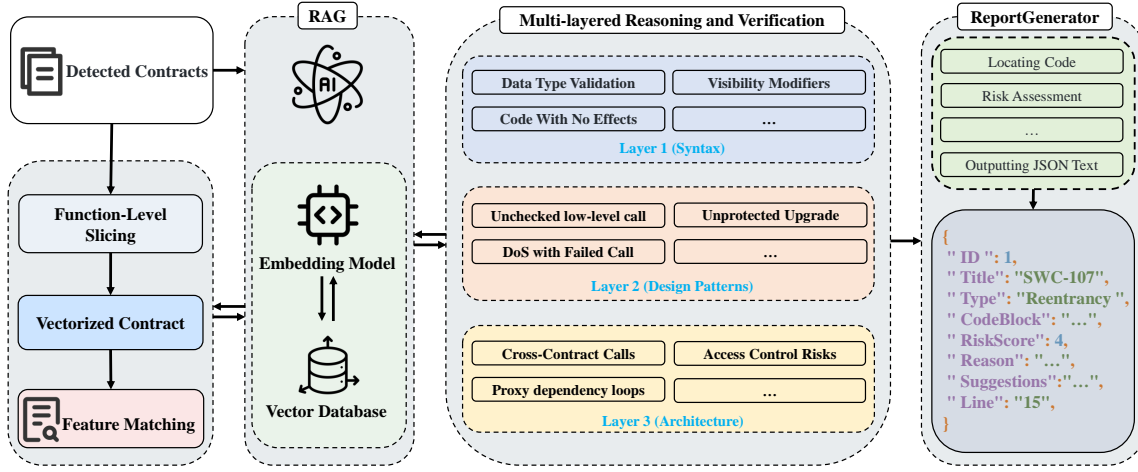 Detected Contracts
Function-Level
Slicing
Vectorized Contract
Feature Matching
RAG
AI
Embedding Model
Vector Database
Multi-layered Reasoning and Verification
Data Type Validation
Visibility Modifiers
Code With No Effects
...
Layer 1 (Syntax)
Unchecked low-level call
Unprotected Upgrade
DoS with Failed Call
...
Layer 2 (Design Patterns)
Cross-Contract Calls
Access Control Risks
Proxy dependency loops
...
Layer 3 (Architecture)
ReportGenerator
Locating Code
Risk Assessment
...
Outputting JSON Text
{
" ID ": 1,
" Title": "SWC-107",
" Type": "Reentrancy ",
" CodeBlock": "...",
" RiskScore": 4,
" Reason": "...",
" Suggestions":"...",
" Line": "15",
}